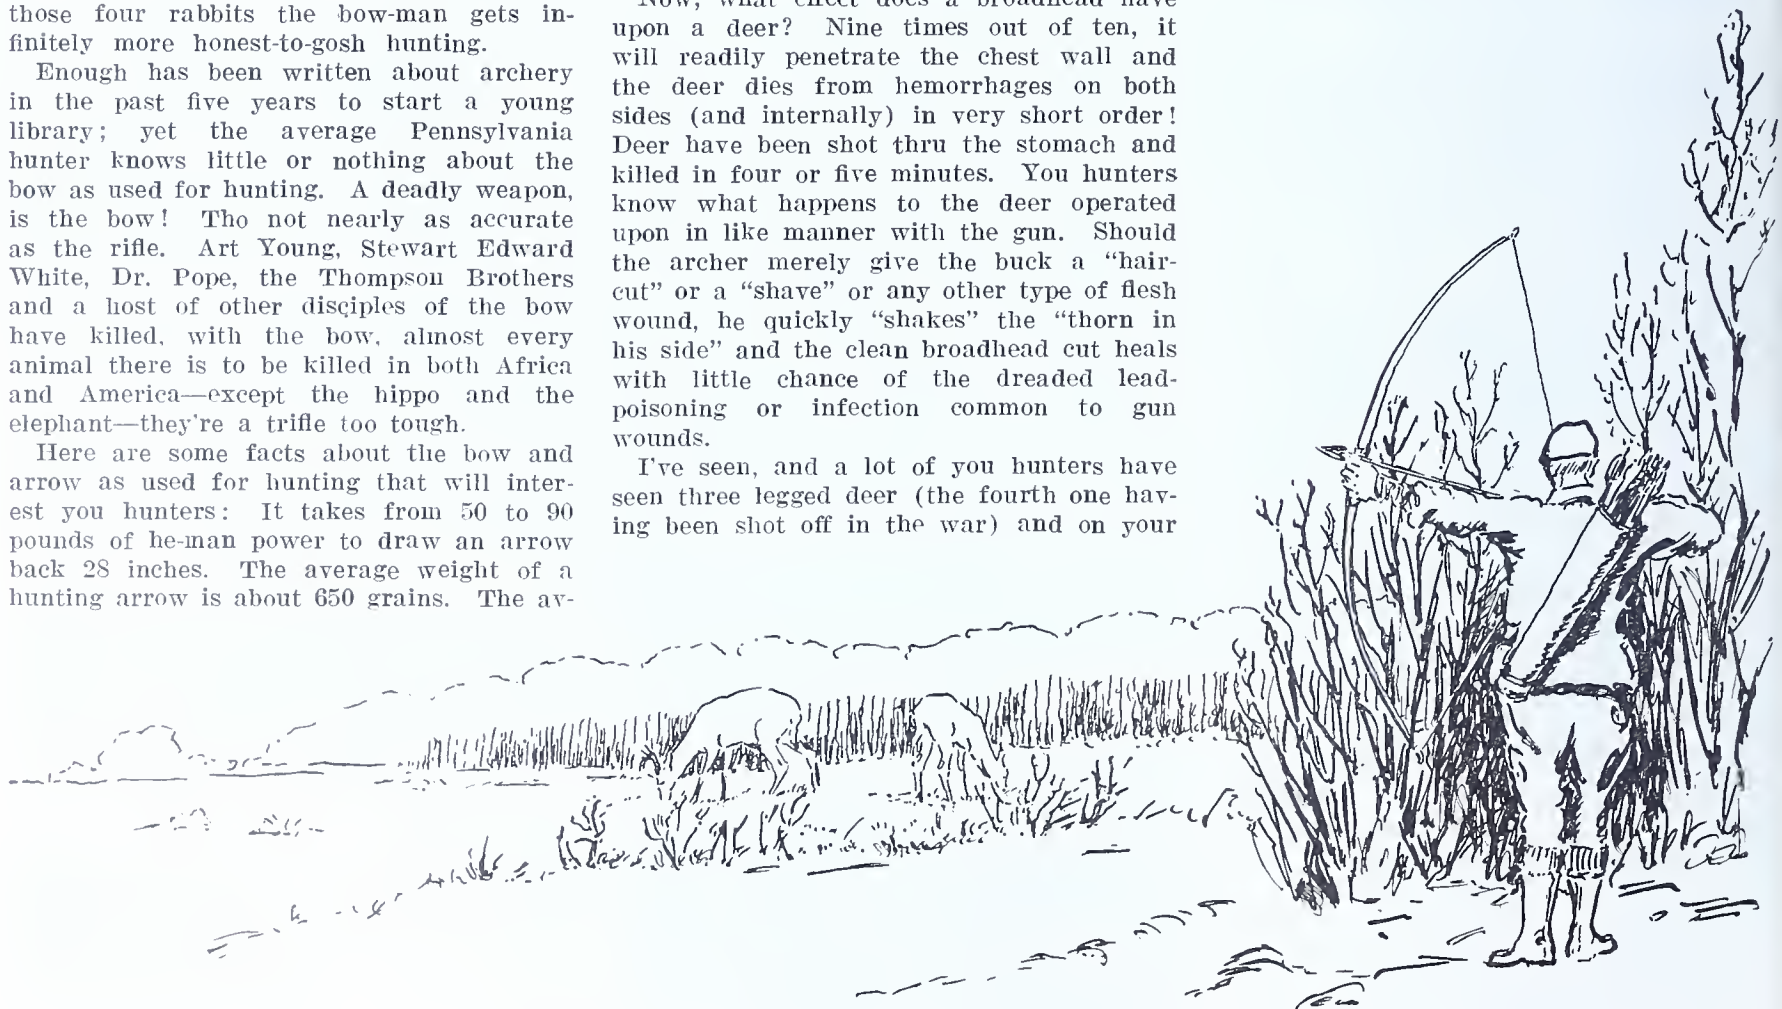 those four rabbits the bow-man gets in-
finitely more honest-to-gosh hunting.
Enough has been written about archery
in the past five years to start a young
library; yet the average Pennsylvania
hunter knows little or nothing about the
bow as used for hunting. A deadly weapon,
is the bow! Tho not nearly as accurate
as the rifle. Art Young, Stewart Edward
White, Dr. Pope, the Thompson Brothers
and a host of other disciples of the bow
have killed, with the bow, almost every
animal there is to be killed in both Africa
and America—except the hippo and the
elephant—they're a trifle too tough.
Here are some facts about the bow and
arrow as used for hunting that will inter-
est you hunters: It takes from 50 to 90
pounds of he-man power to draw an arrow
back 28 inches. The average weight of a
hunting arrow is about 650 grains. The av-
Now, what effect does a broadhead have
upon a deer? Nine times out of ten, it
will readily penetrate the chest wall and
the deer dies from hemorrhages on both
sides (and internally) in very short order!
Deer have been shot thru the stomach and
killed in four or five minutes. You hunters
know what happens to the deer operated
upon in like manner with the gun. Should
the archer merely give the buck a "hair-
cut" or a "shave" or any other type of flesh
wound, he quickly "shakes" the "thorn in
his side" and the clean broadhead cut heals
with little chance of the dreaded lead-
poisoning or infection common to gun
wounds.
I've seen, and a lot of you hunters have
seen three legged deer (the fourth one hav-
ing been shot off in the war) and on your